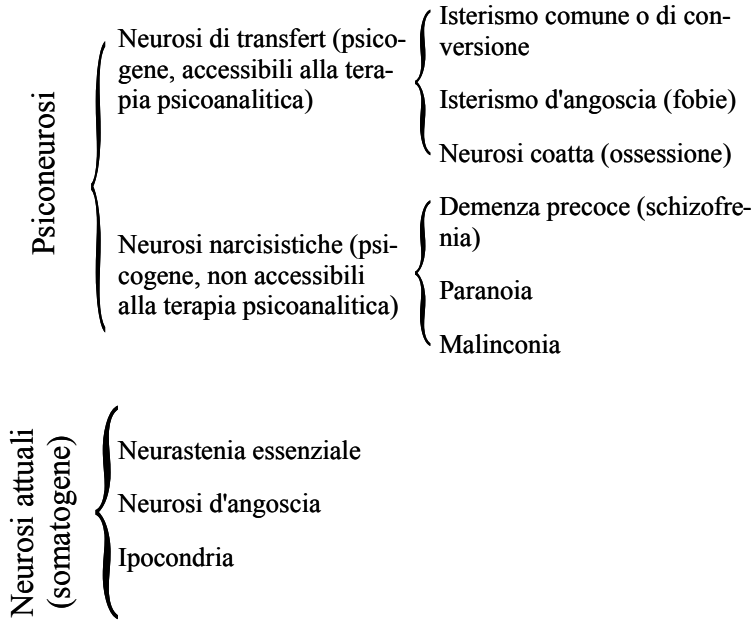 Psiconeurosi
Neurosi di transfert (psico-
gene, accessibili alla tera-
pia psicoanalitica)
Isterismo comune o di con-
versione
Isterismo d'angoscia (fobie)
Neurosi coatta (ossessione)
Neurosi narcisistiche (psi-
cogene, non accessibili
alla terapia psicoanalitica)
Demenza precoce (schizofre-
nia)
Paranoia
Malinconia
Neurosi attuali
(somatogene)
Neurastenia essenziale
Neurosi d'angoscia
Ipocondria